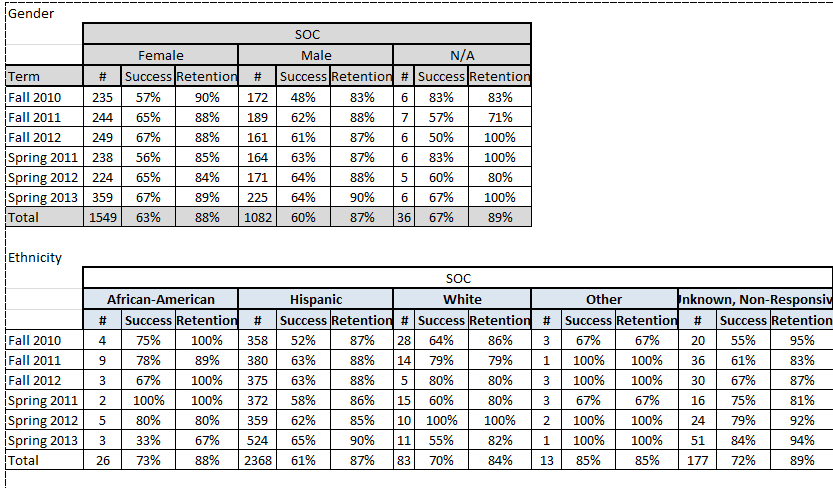 Gender
SOC
Female Male N/A
Term # Success Retention # Success Retention # Success Retention
Fall 2010 235 57% 90% 172 48% 83% 6 83% 83%
Fall 2011 244 65% 88% 189 62% 88% 7 57% 71%
Fall 2012 249 67% 88% 161 61% 87% 6 50% 100%
Spring 2011 238 56% 85% 164 63% 87% 6 83% 100%
Spring 2012 224 65% 84% 171 64% 88% 5 60% 80%
Spring 2013 359 67% 89% 225 64% 90% 6 67% 100%
Total 1549 63% 88% 1082 60% 87% 36 67% 89%
Ethnicity
SOC
African-American Hispanic White Other Unknown, Non-Responsiv
# Success Retention # Success Retention # Success Retention # Success Retention # Success Retention
Fall 2010 4 75% 100% 358 52% 87% 28 64% 86% 3 67% 67% 20 55% 95%
Fall 2011 9 78% 89% 380 63% 88% 14 79% 79% 1 100% 100% 36 61% 83%
Fall 2012 3 67% 100% 375 63% 88% 5 80% 80% 3 100% 100% 30 67% 87%
Spring 2011 2 100% 100% 372 58% 86% 15 60% 80% 3 67% 67% 16 75% 81%
Spring 2012 5 80% 80% 359 62% 85% 10 100% 100% 2 100% 100% 24 79% 92%
Spring 2013 3 33% 67% 524 65% 90% 11 55% 82% 1 100% 100% 51 84% 94%
Total 26 73% 88% 2368 61% 87% 83 70% 84% 13 85% 85% 177 72% 89%